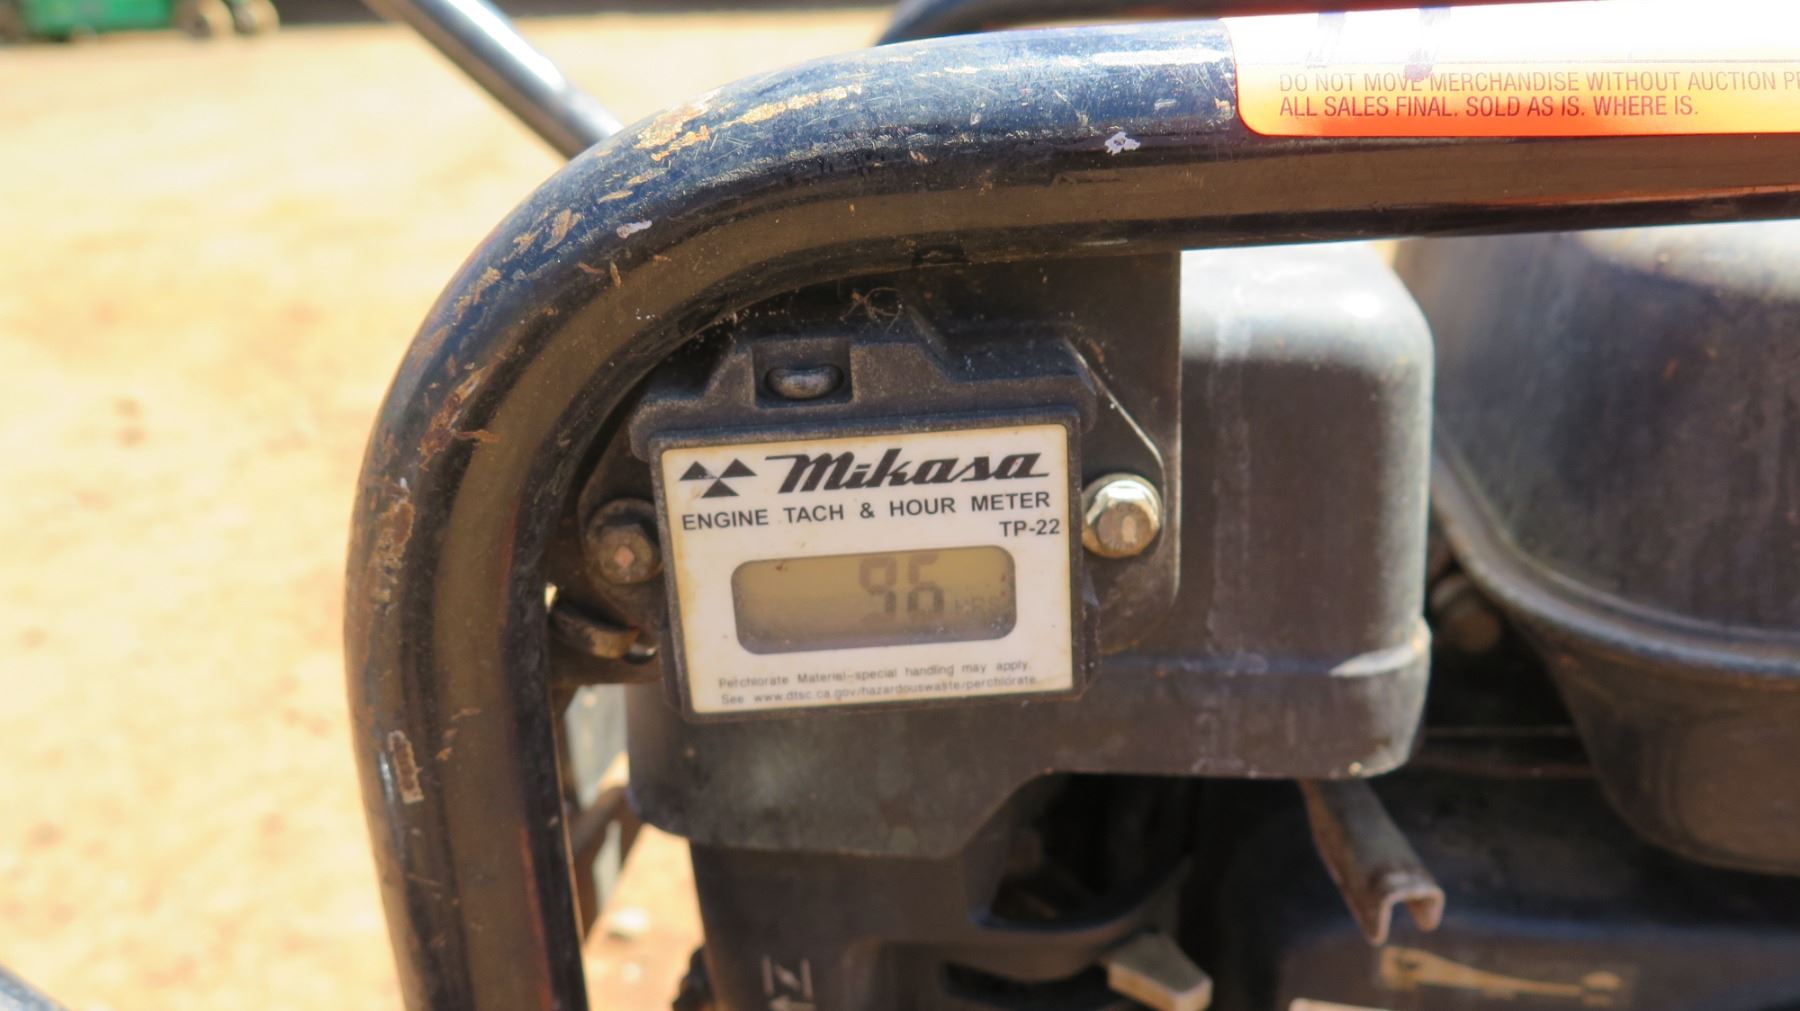 DO NOT MOVE MERCHANDISE WITHOUT AUCTION
ALL SALES FINAL. SOLD AS IS. WHERE IS.
Mikasa
ENGINE TACH & HOUR METER
TP-22
96 HRS
Perchlorate Material-special handling may apply.
See www.dtsc.ca.gov/hazardouswaste/perchlorate.